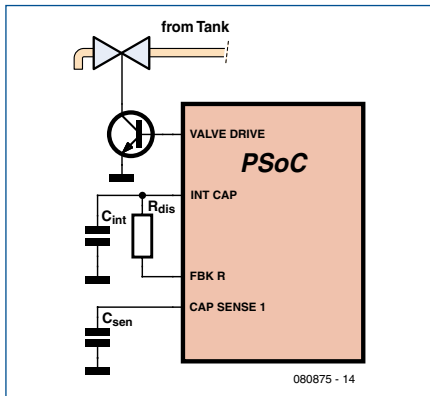 from Tank
VALVE DRIVE
PSoC
INT CAP
Rdis
Cint
FBK R
CAP SENSE 1
Csen
080875 - 14